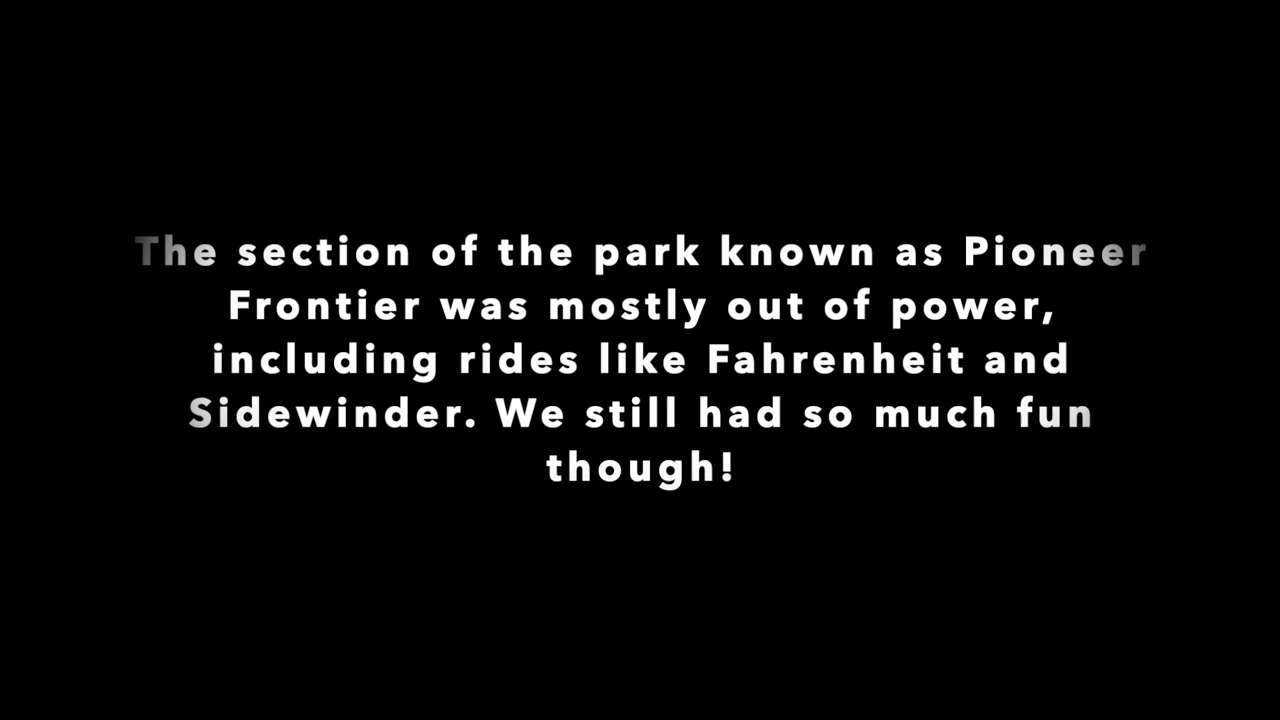 The section of the park known as Pioneer
Frontier was mostly out of power,
including rides like Fahrenheit and
Sidewinder. We still had so much fun
though!